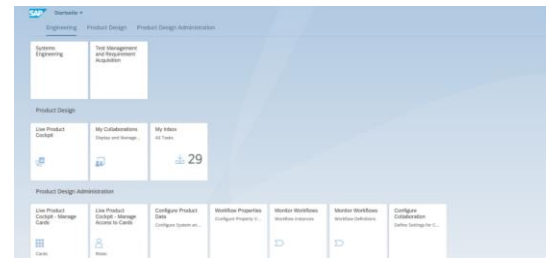 SAP Startseite
Engineering Product Design Product Design Administration
Systems Engineering
Test Management and Requirement Acquisition
Product Design
Live Product Cockpit
My Collaborations
Display and Manage...
My Inbox
All Tasks
29
Product Design Administration
Live Product Cockpit - Manage Cards
Cards
Live Product Cockpit - Manage Access to Cards
Roles
Configure Product Data
Configure System an...
Workflow Properties
Configure Property V...
Monitor Workflows
Workflow Instances
Monitor Workflows
Workflow Definitions
Configure Collaboration
Define Settings for C...